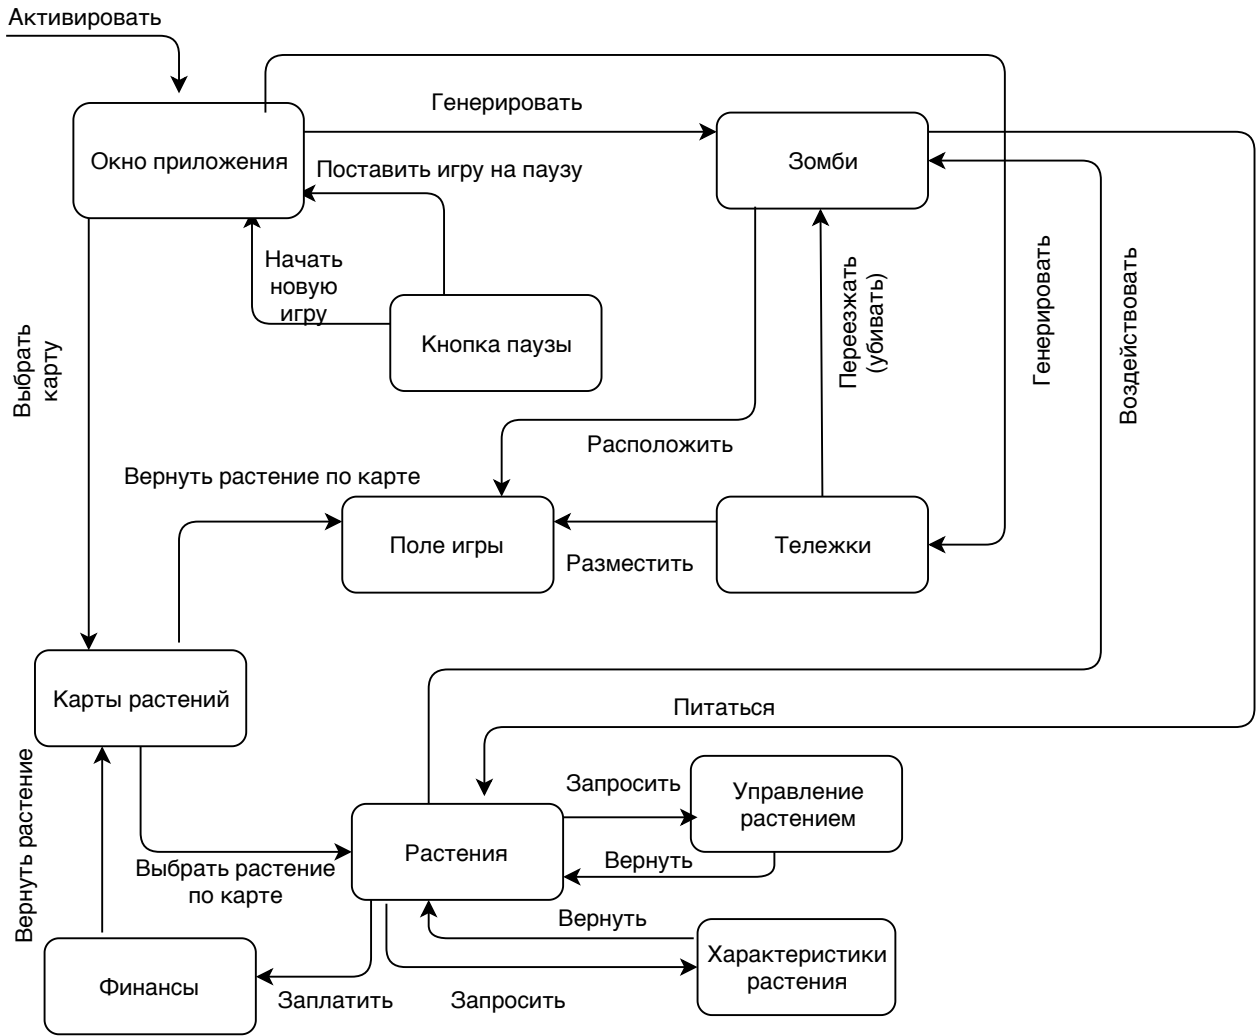 Активировать
Генерировать
Окно приложения
Зомби
Поставить игру на паузу
Начать
новую
игру
Кнопка паузы
Выбрать
карту
Переезжать
(убивать)
Генерировать
Воздействовать
Расположить
Вернуть растение по карте
Поле игры
Тележки
Разместить
Карты растений
Питаться
Вернуть растение
Запросить
Управление
растением
Растения
Вернуть
Выбрать растение
по карте
Вернуть
Характеристики
растения
Финансы
Заплатить
Запросить